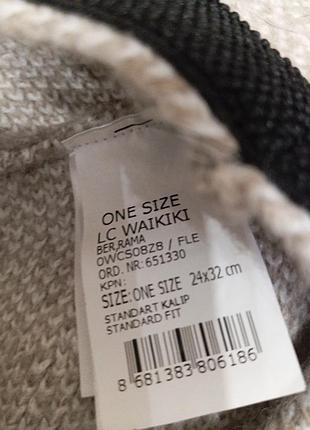 ONE SIZE
LC WAIKIKI
BER,RAMA
OWCS08Z8 / FLE
ORD. NR: 651330
KPN:
SIZE:ONE SIZE 24x32 cm
STANDART KALIP
STANDARD FIT
8 681383 806186